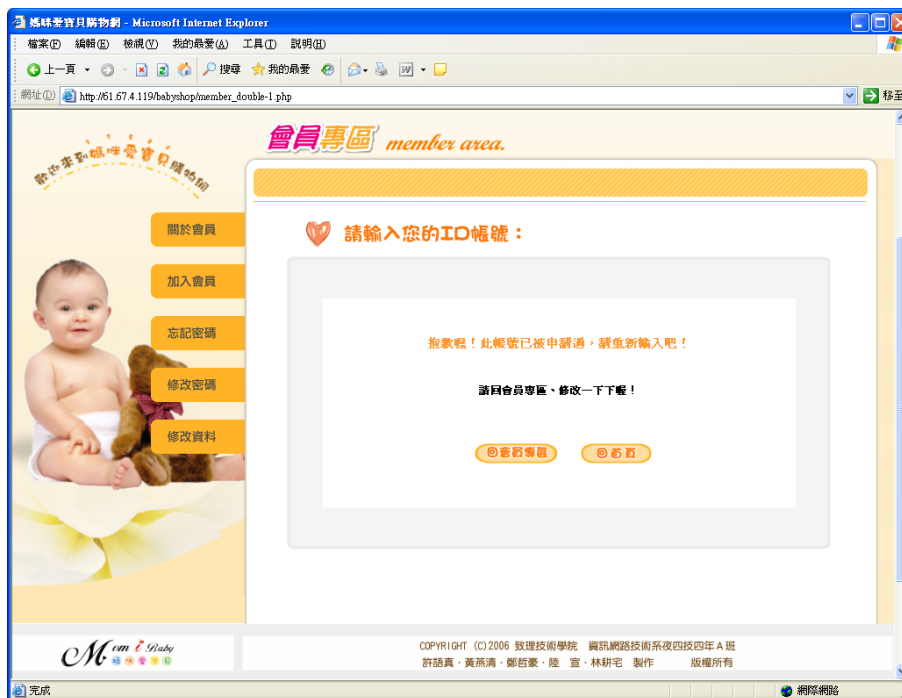 媽咪愛寶貝購物網 - Microsoft Internet Explorer
檔案(F) 編輯(E) 檢視(V) 我的最愛(A) 工具(T) 說明(H)
上一頁 搜尋 我的最愛
網址(D) http://61.67.4.119/babyshop/member_double-1.php 移至
歡迎來到媽咪愛寶貝購物網
會員專區 member area.
關於會員
加入會員
忘記密碼
修改密碼
修改資料
請輸入您的ID帳號：
抱歉喔！此帳號已被申請過，請重新輸入吧！
請回會員專區、修改一下下喔！
回會員專區 回首頁
Mom i Baby
媽咪愛寶貝
COPYRIGHT (C)2006 致理技術學院 資訊網路技術系夜四技四年A班
許語真．黃燕清．鄭哲豪．陸 宣．林耕宅 製作 版權所有
完成 網際網路